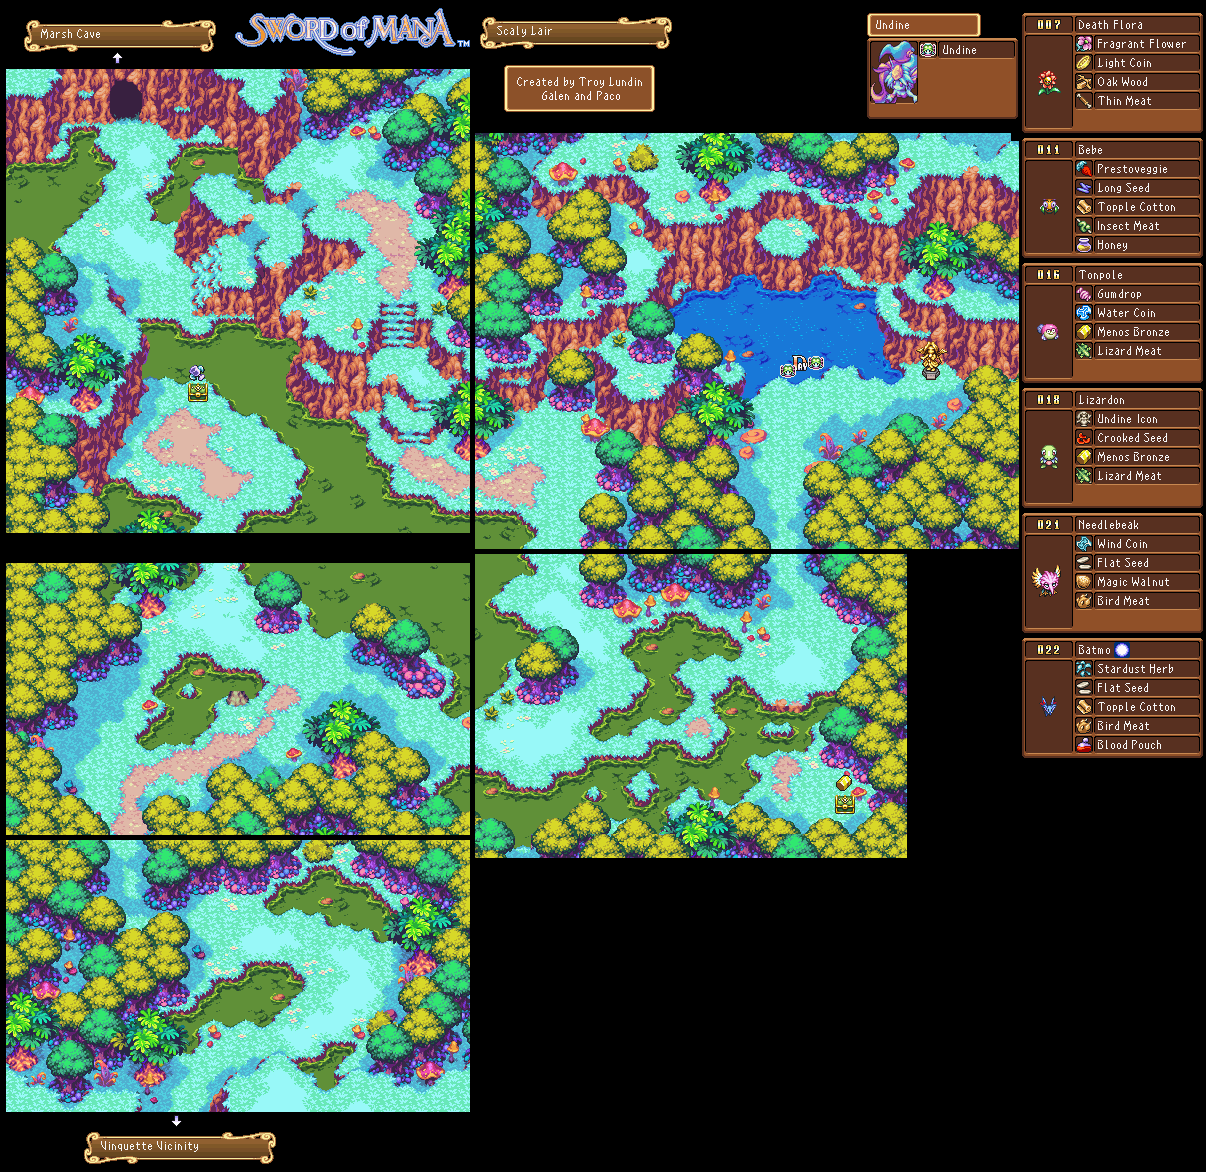 Marsh Cave
SWORD of MANA TM
Scaly Lair
Created by Troy Lundin
Galen and Paco
Undine
Undine
007 Death Flora
Fragrant Flower
Light Coin
Oak Wood
Thin Meat
011 Bebe
Prestoveggie
Long Seed
Topple Cotton
Insect Meat
Honey
016 Tonpole
Gumdrop
Water Coin
Menos Bronze
Lizard Meat
018 Lizardon
Undine Icon
Crooked Seed
Menos Bronze
Lizard Meat
021 Needlebeak
Wind Coin
Flat Seed
Magic Walnut
Bird Meat
022 Batmo
Stardust Herb
Flat Seed
Topple Cotton
Bird Meat
Blood Pouch
Day
Vinquette Vicinity